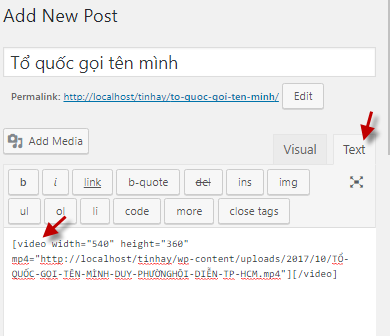 Add New Post
Tổ quốc gọi tên mình
Permalink: http://localhost/tinhay/to-quoc-goi-ten-minh/ Edit
Add Media
Visual Text
b i link b-quote del ins img
ul ol li code more close tags
[video width="540" height="360"
mp4="http://localhost/tinhay/wp-content/uploads/2017/10/TỔ-
QUỐC-GỌI-TÊN-MÌNH-DUY-PHƯỜNGHỘI-DIỄN-TP-HCM.mp4"][/video]